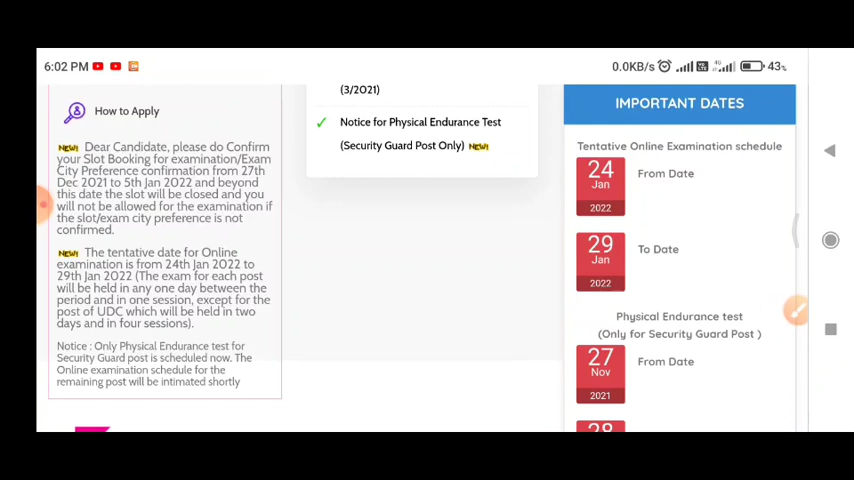 6:02 PM
0.0KB/s
43%
How to Apply
NEW! Dear Candidate, please do Confirm
your Slot Booking for examination/Exam
City Preference confirmation from 27th
Dec 2021 to 5th Jan 2022 and beyond
this date the slot will be closed and you
will not be allowed for the examination if
the slot/exam city preference is not
confirmed.
NEW! The tentative date for Online
examination is from 24th Jan 2022 to
29th Jan 2022 (The exam for each post
will be held in any one day between the
period and in one session, except for the
post of UDC which will be held in two
days and in four sessions).
Notice : Only Physical Endurance test for
Security Guard post is scheduled now. The
Online examination schedule for the
remaining post will be intimated shortly
(3/2021)
Notice for Physical Endurance Test
(Security Guard Post Only) NEW!
IMPORTANT DATES
Tentative Online Examination schedule
24
Jan
2022
From Date
29
Jan
2022
To Date
Physical Endurance test
(Only for Security Guard Post )
27
Nov
2021
From Date
28